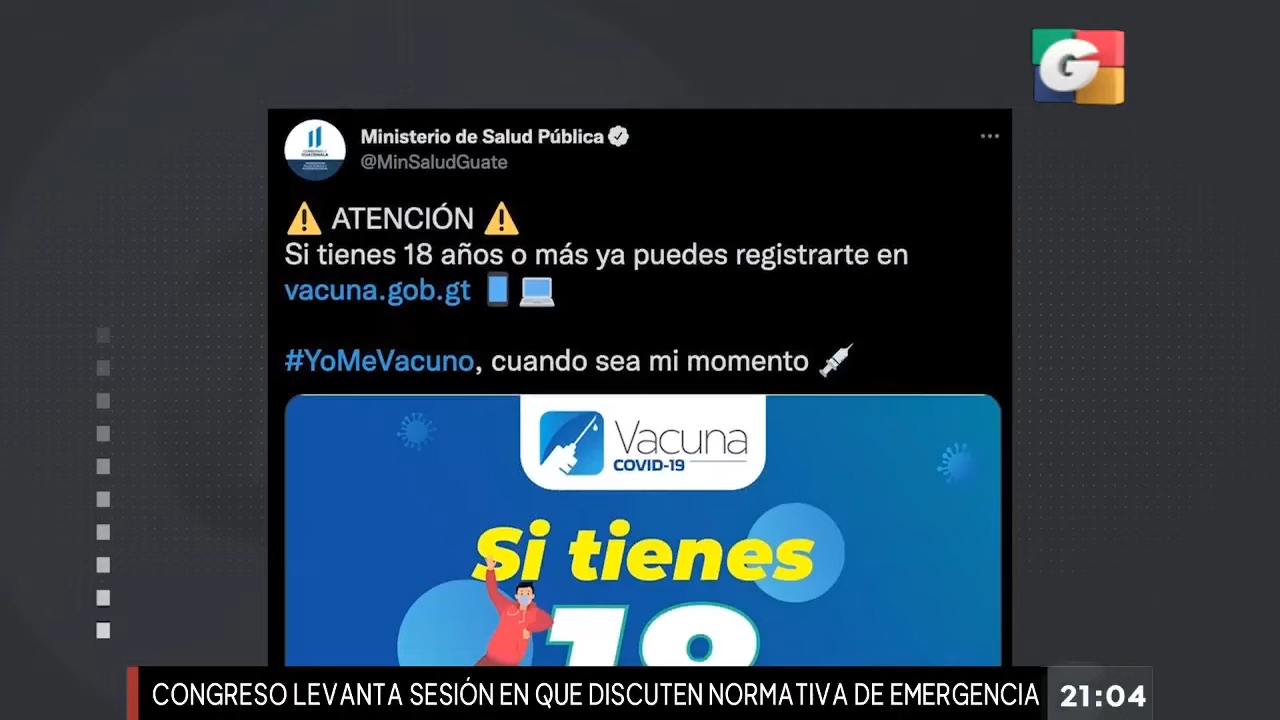 G
Ministerio de Salud Pública
@MinSaludGuate
⚠️ ATENCIÓN ⚠️
Si tienes 18 años o más ya puedes registrarte en
vacuna.gob.gt
#YoMeVacuno, cuando sea mi momento
Vacuna
COVID-19
Si tienes
18
CONGRESO LEVANTA SESIÓN EN QUE DISCUTEN NORMATIVA DE EMERGENCIA
21:04